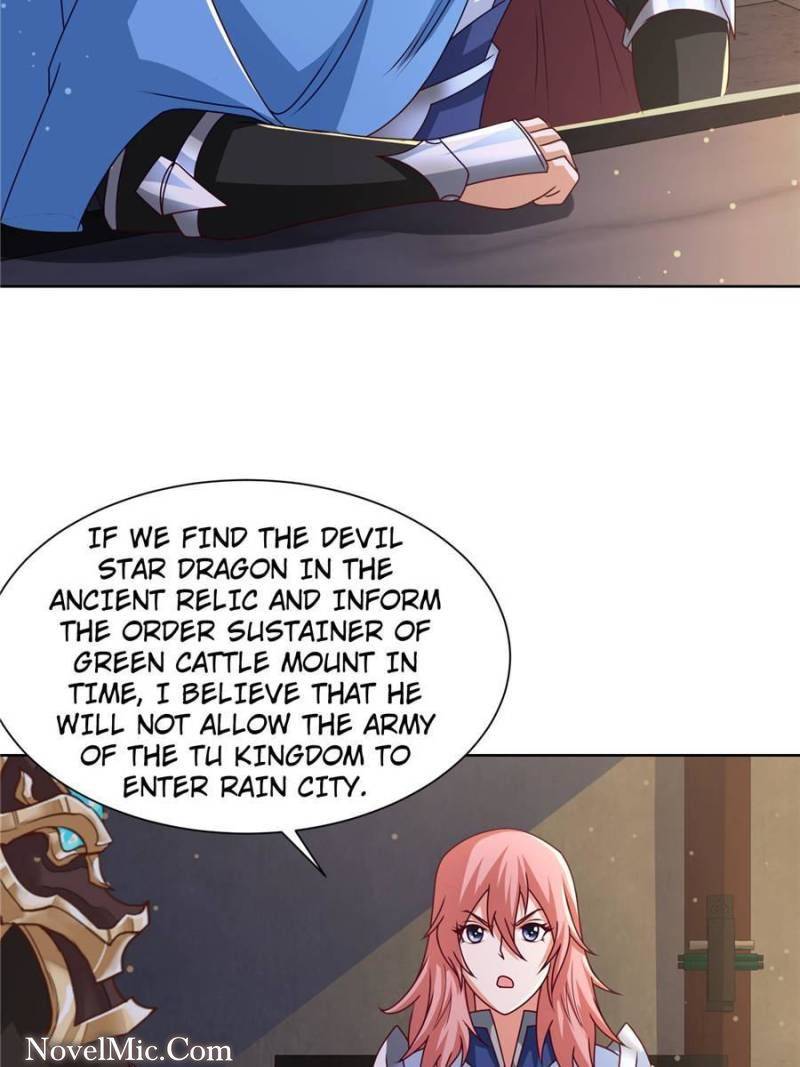 IF WE FIND THE DEVIL
STAR DRAGON IN THE
ANCIENT RELIC AND INFORM
THE ORDER SUSTAINER OF
GREEN CATTLE MOUNT IN
TIME, I BELIEVE THAT HE
WILL NOT ALLOW THE ARMY
OF THE TU KINGDOM TO
ENTER RAIN CITY.
NovelMic.Com